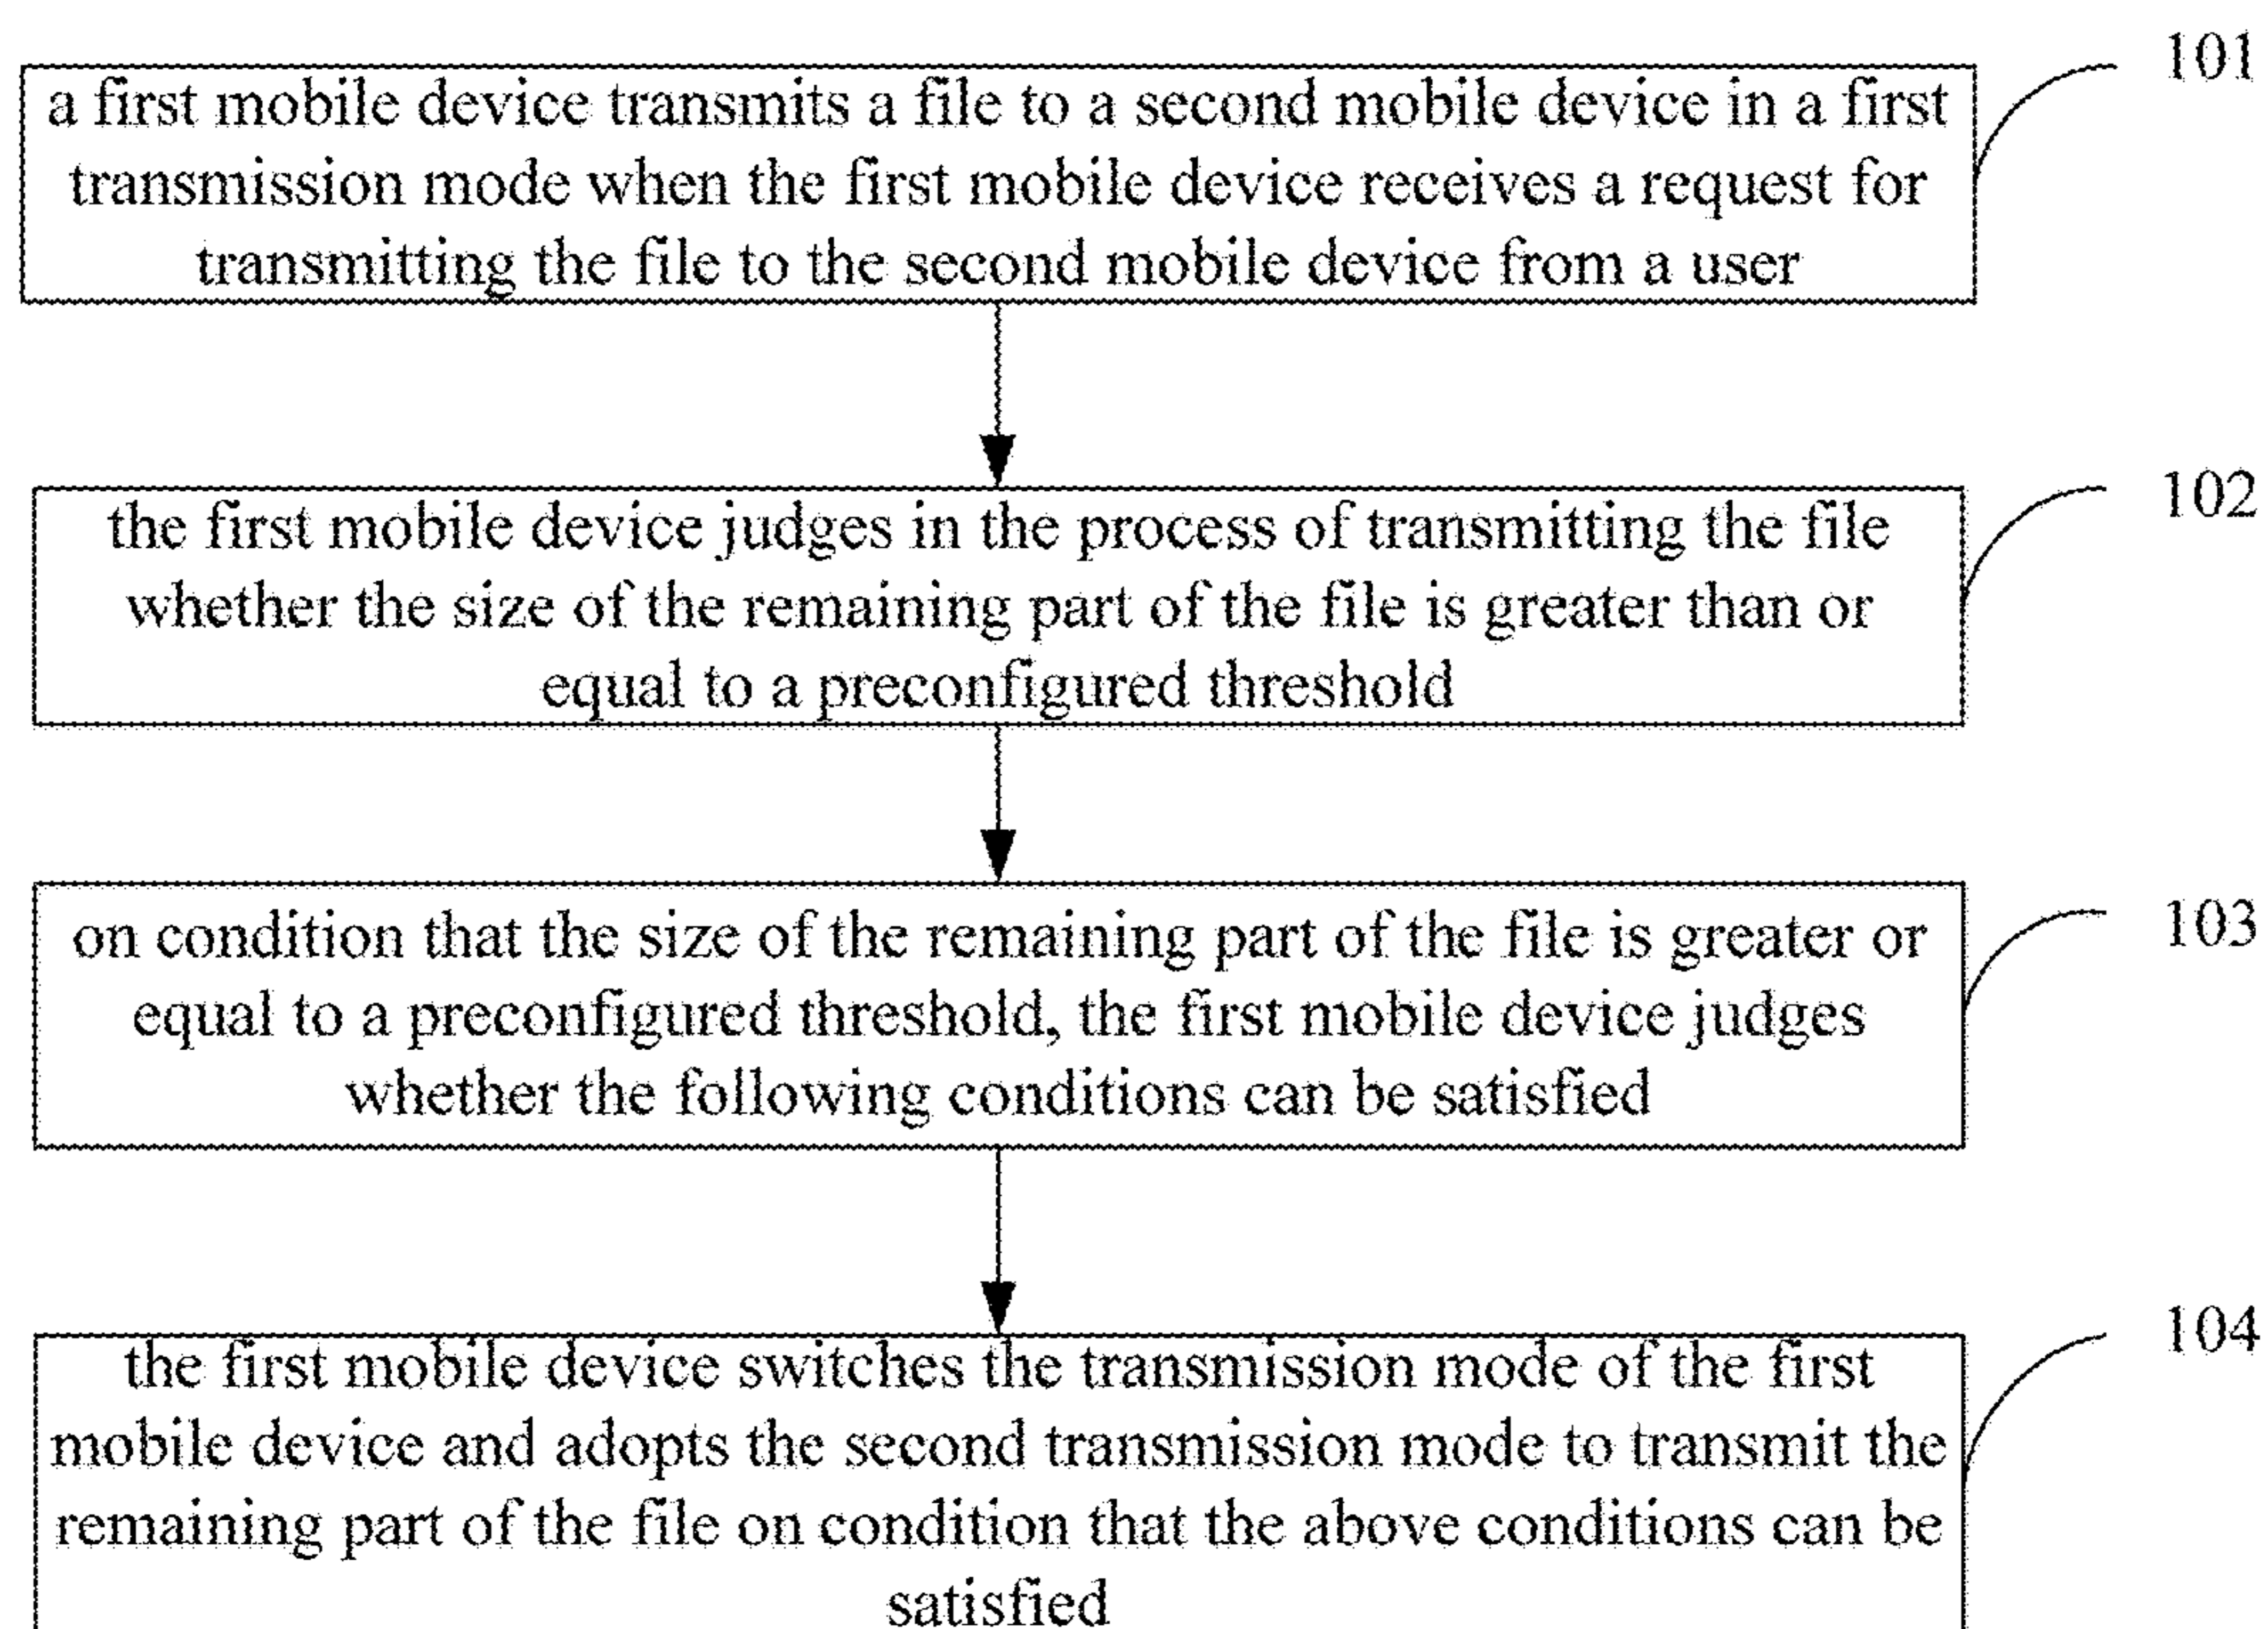 101
a first mobile device transmits a file to a second mobile device in a first
transmission mode when the first mobile device receives a request for
transmitting the file to the second mobile device from a user
102
the first mobile device judges in the process of transmitting the file
whether the size of the remaining part of the file is greater than or
equal to a preconfigured threshold
103
on condition that the size of the remaining part of the file is greater or
equal to a preconfigured threshold, the first mobile device judges
whether the following conditions can be satisfied
104
the first mobile device switches the transmission mode of the first
mobile device and adopts the second transmission mode to transmit the
remaining part of the file on condition that the above conditions can be
satisfied